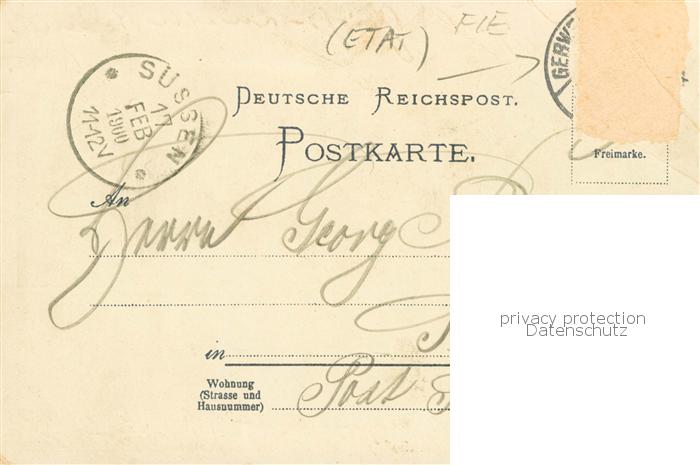 (ETAT) FIE
GERW
SÜSSEN
17
FEB
1900
11-12V
DEUTSCHE REICHSPOST.
POSTKARTE.
Freimarke.
An
Herrn Georg
privacy protection
Datenschutz
in
Wohnung
(Strasse und
Hausnummer)
Post